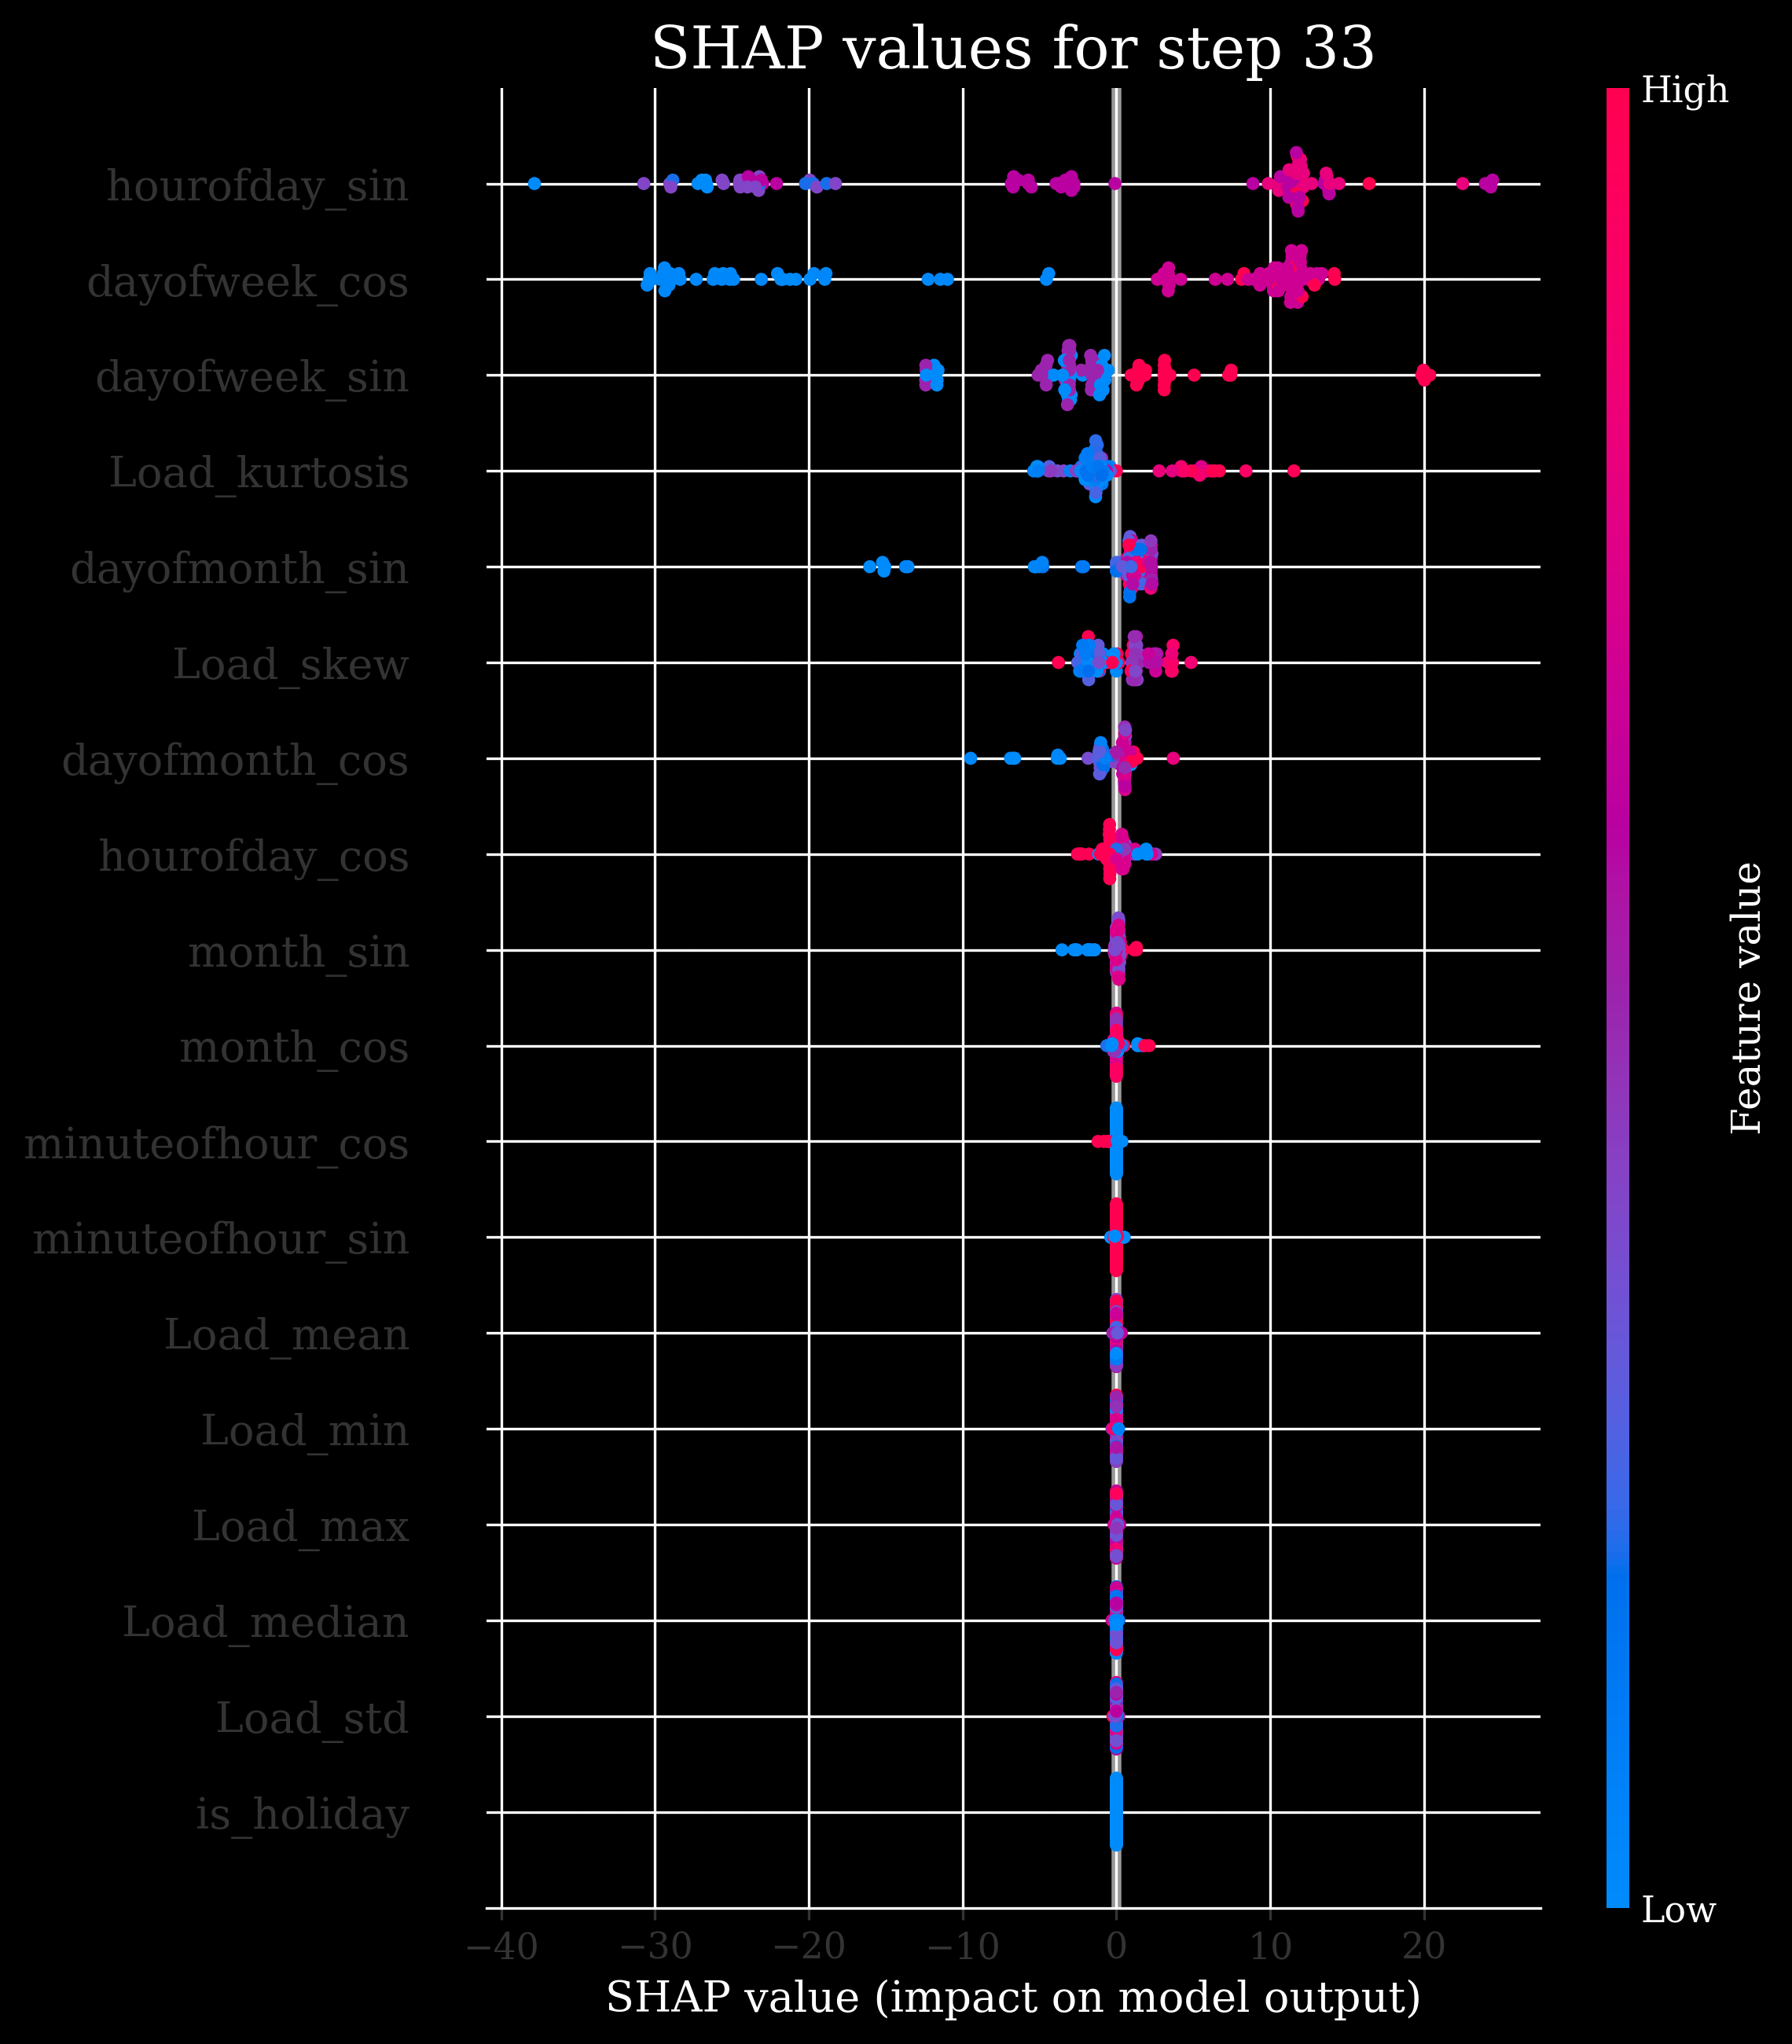 SHAP values for step 33
High
hourofday_sin
dayofweek_cos
dayofweek_sin
Load_kurtosis
dayofmonth_sin
Load_skew
dayofmonth_cos
hourofday_cos
month_sin
month_cos
minuteofhour_cos
minuteofhour_sin
Load_mean
Load_min
Load_max
Load_median
Load_std
is_holiday
Feature value
Low
−40 −30 −20 −10 0 10 20
SHAP value (impact on model output)